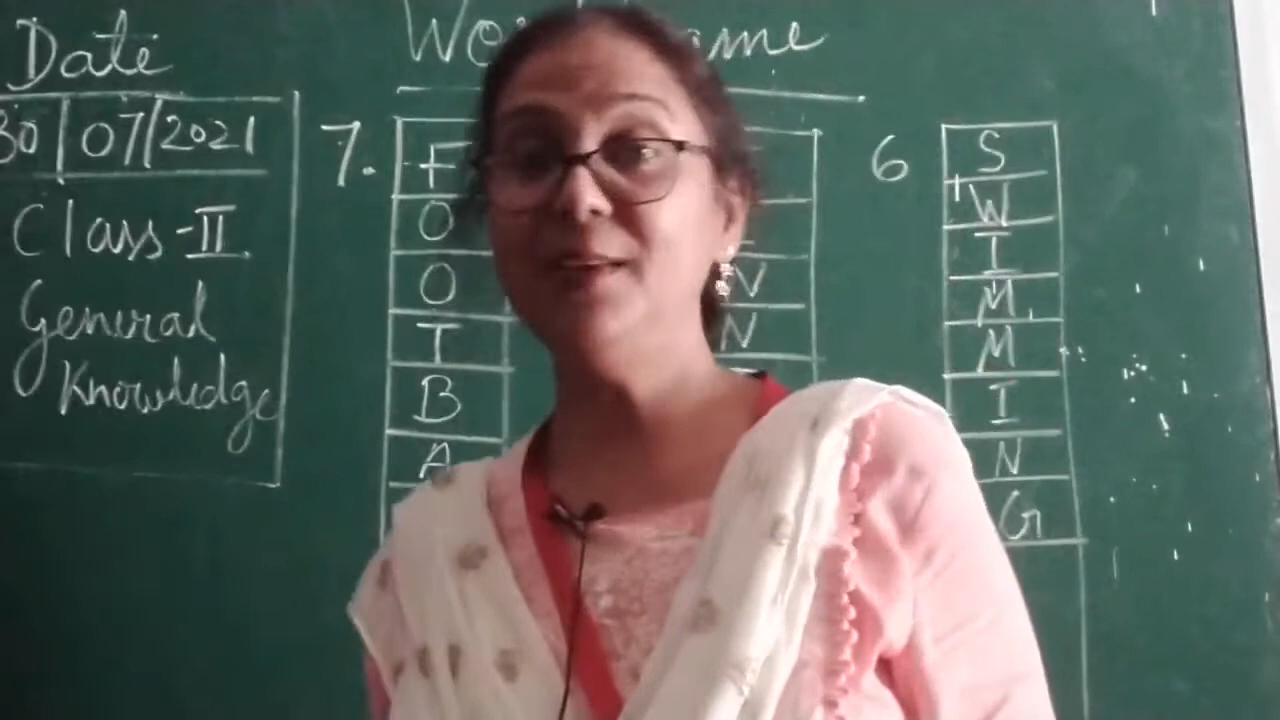 Date
30/07/2021
Class-II
General
Knowledge
7.
F
O
O
T
B
A
N
6
S
W
I
M
M
I
N
G